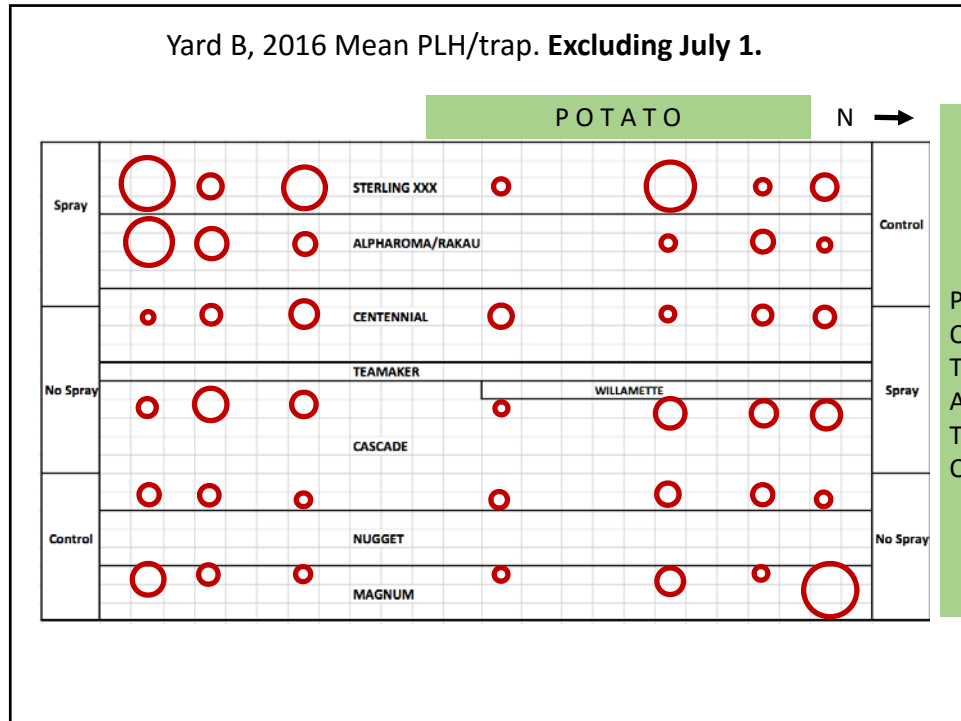 Yard B, 2016 Mean PLH/trap. Excluding July 1.
P O T A T O
N
Spray
STERLING XXX
Control
ALPHAROMA/RAKAU
CENTENNIAL
TEAMAKER
No Spray
WILLAMETTE
Spray
CASCADE
Control
NUGGET
No Spray
MAGNUM
P
O
T
A
T
O